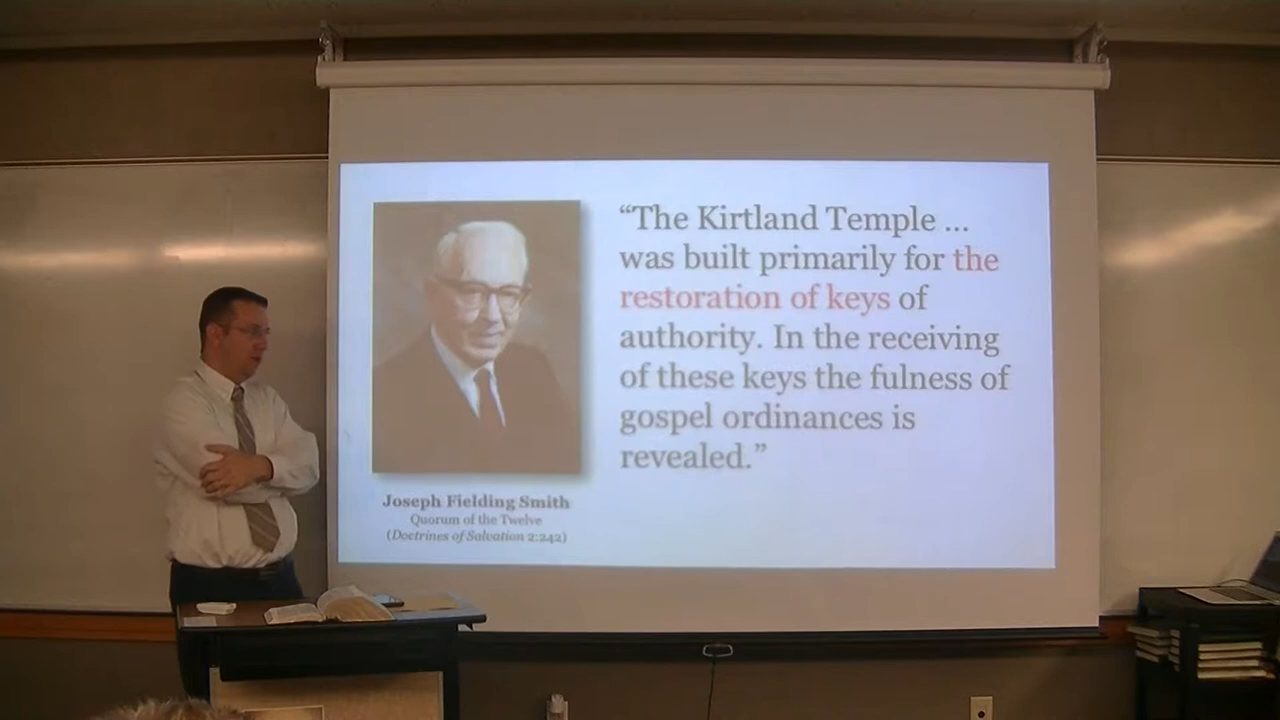 “The Kirtland Temple ...
was built primarily for the
restoration of keys of
authority. In the receiving
of these keys the fulness of
gospel ordinances is
revealed.”
Joseph Fielding Smith
Quorum of the Twelve
(Doctrines of Salvation 2:242)